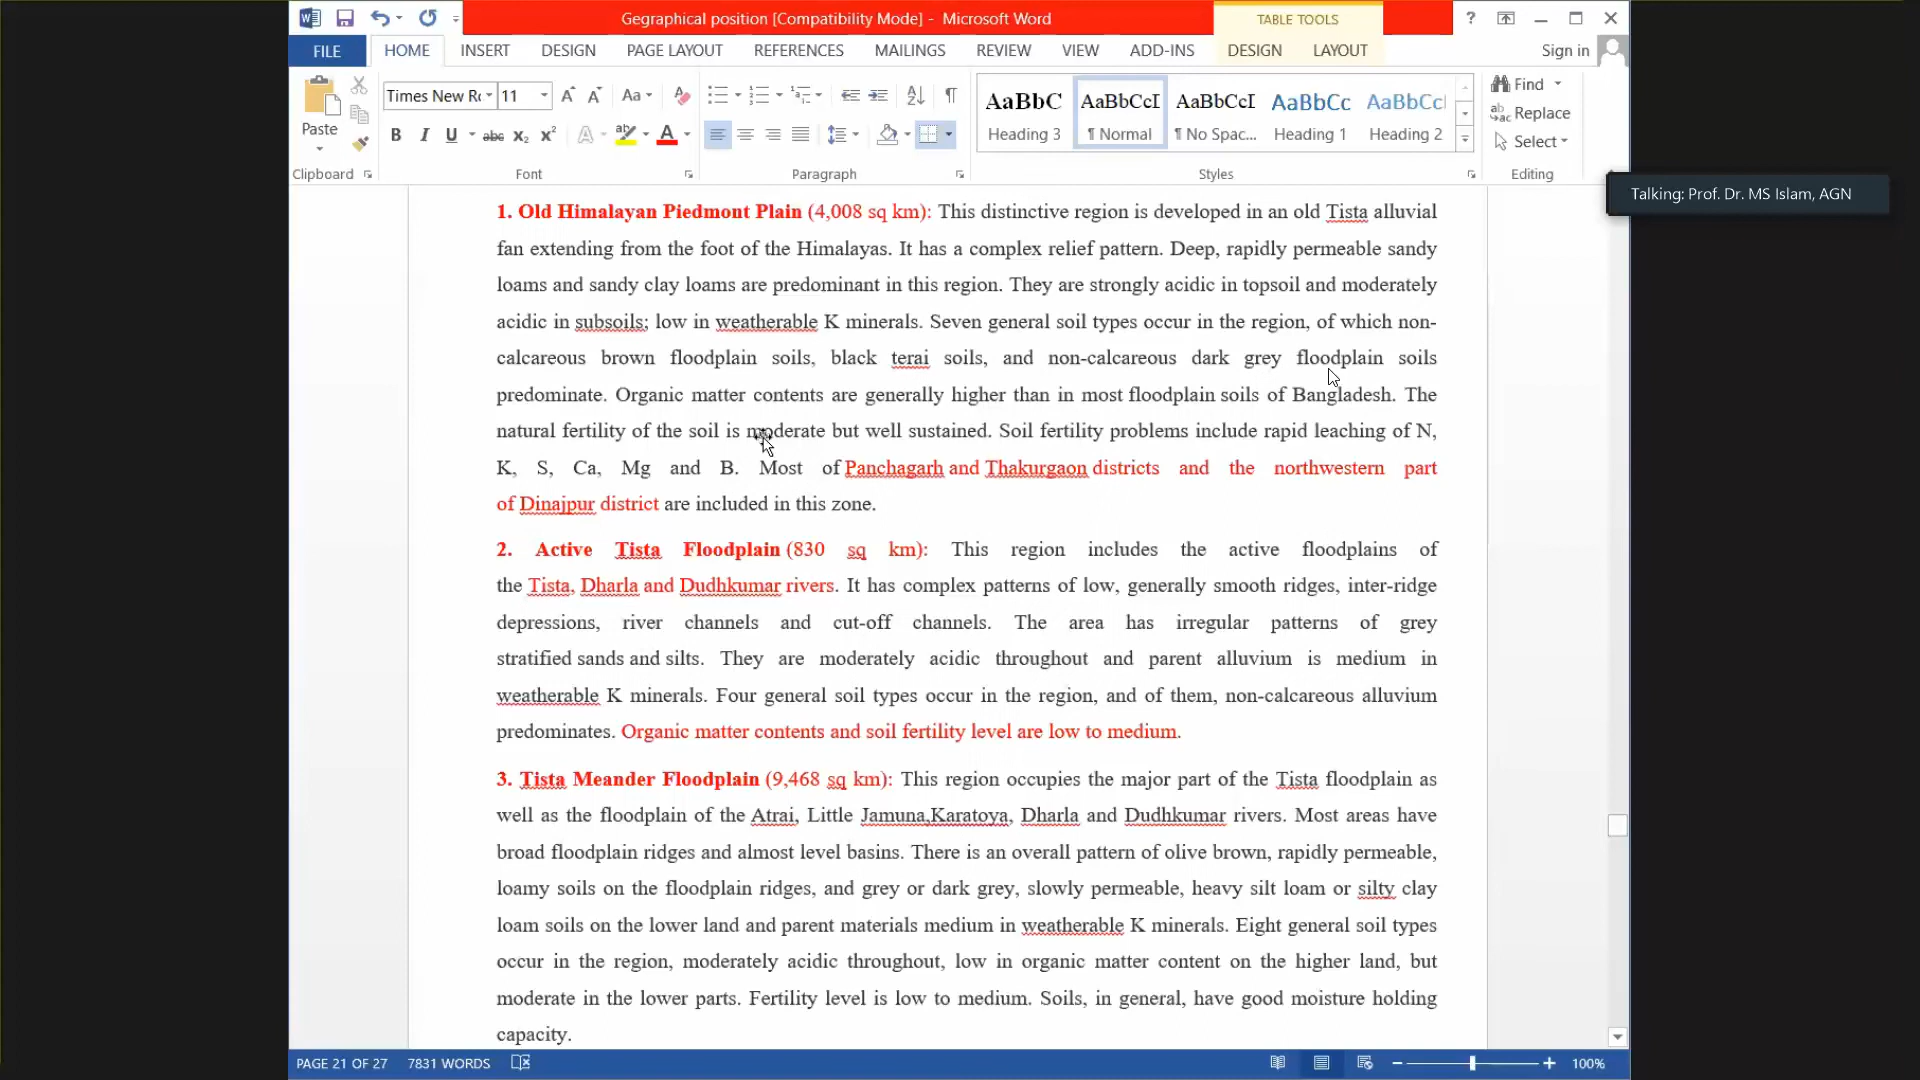 Gegraphical position [Compatibility Mode] - Microsoft Word
TABLE TOOLS
?
FILE HOME INSERT DESIGN PAGE LAYOUT REFERENCES MAILINGS REVIEW VIEW ADD-INS DESIGN LAYOUT Sign in
Times New Ro 11 Aa
Paste
B I U abc X₂ X² A A
AaBbC AaBbCcI AaBbCcI AaBbCc AaBbCcI
Heading 3 ¶ Normal ¶ No Spac... Heading 1 Heading 2
Find
Replace
Select
Clipboard Font Paragraph Styles Editing
Talking: Prof. Dr. MS Islam, AGN
1. Old Himalayan Piedmont Plain (4,008 sq km): This distinctive region is developed in an old Tista alluvial
fan extending from the foot of the Himalayas. It has a complex relief pattern. Deep, rapidly permeable sandy
loams and sandy clay loams are predominant in this region. They are strongly acidic in topsoil and moderately
acidic in subsoils; low in weatherable K minerals. Seven general soil types occur in the region, of which non-
calcareous brown floodplain soils, black terai soils, and non-calcareous dark grey floodplain soils
predominate. Organic matter contents are generally higher than in most floodplain soils of Bangladesh. The
natural fertility of the soil is moderate but well sustained. Soil fertility problems include rapid leaching of N,
K, S, Ca, Mg and B. Most of Panchagarh and Thakurgaon districts and the northwestern part
of Dinajpur district are included in this zone.
2. Active Tista Floodplain (830 sq km): This region includes the active floodplains of
the Tista, Dharla and Dudhkumar rivers. It has complex patterns of low, generally smooth ridges, inter-ridge
depressions, river channels and cut-off channels. The area has irregular patterns of grey
stratified sands and silts. They are moderately acidic throughout and parent alluvium is medium in
weatherable K minerals. Four general soil types occur in the region, and of them, non-calcareous alluvium
predominates. Organic matter contents and soil fertility level are low to medium.
3. Tista Meander Floodplain (9,468 sq km): This region occupies the major part of the Tista floodplain as
well as the floodplain of the Atrai, Little Jamuna,Karatoya, Dharla and Dudhkumar rivers. Most areas have
broad floodplain ridges and almost level basins. There is an overall pattern of olive brown, rapidly permeable,
loamy soils on the floodplain ridges, and grey or dark grey, slowly permeable, heavy silt loam or silty clay
loam soils on the lower land and parent materials medium in weatherable K minerals. Eight general soil types
occur in the region, moderately acidic throughout, low in organic matter content on the higher land, but
moderate in the lower parts. Fertility level is low to medium. Soils, in general, have good moisture holding
capacity.
PAGE 21 OF 27 7831 WORDS 100%